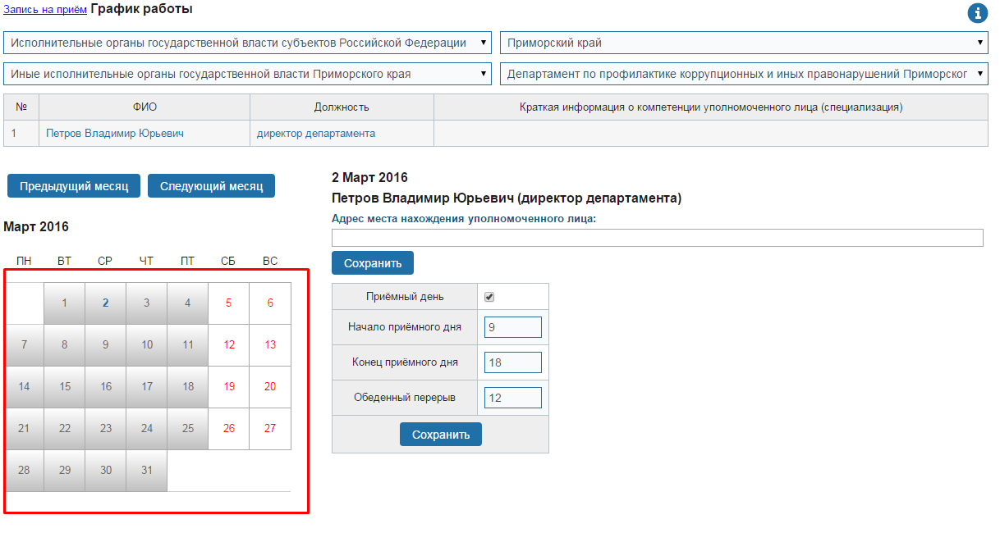 Запись на приём График работы
Исполнительные органы государственной власти субъектов Российской Федерации Приморский край
Иные исполнительные органы государственной власти Приморского края Департамент по профилактике коррупционных и иных правонарушений Приморског
№ ФИО Должность Краткая информация о компетенции уполномоченного лица (специализация)
1 Петров Владимир Юрьевич директор департамента
Предыдущий месяц Следующий месяц
Март 2016
ПН ВТ СР ЧТ ПТ СБ ВС
1 2 3 4 5 6
7 8 9 10 11 12 13
14 15 16 17 18 19 20
21 22 23 24 25 26 27
28 29 30 31
2 Март 2016
Петров Владимир Юрьевич (директор департамента)
Адрес места нахождения уполномоченного лица:
Сохранить
Приёмный день
Начало приёмного дня 9
Конец приёмного дня 18
Обеденный перерыв 12
Сохранить